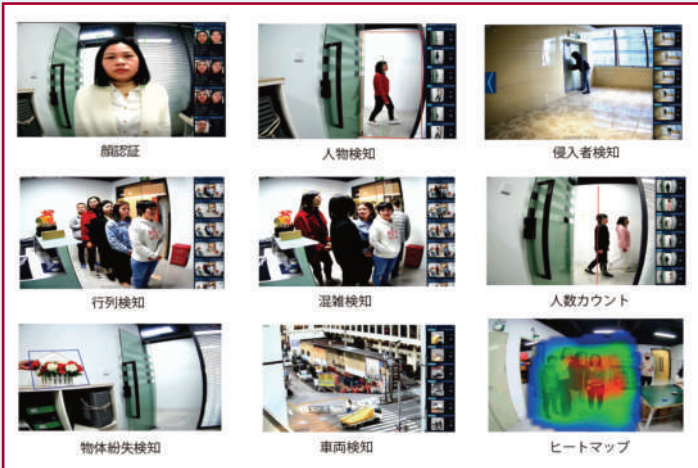 顔認証
人物検知
侵入者検知
行列検知
混雑検知
人数カウント
物体紛失検知
車両検知
ヒートマップ